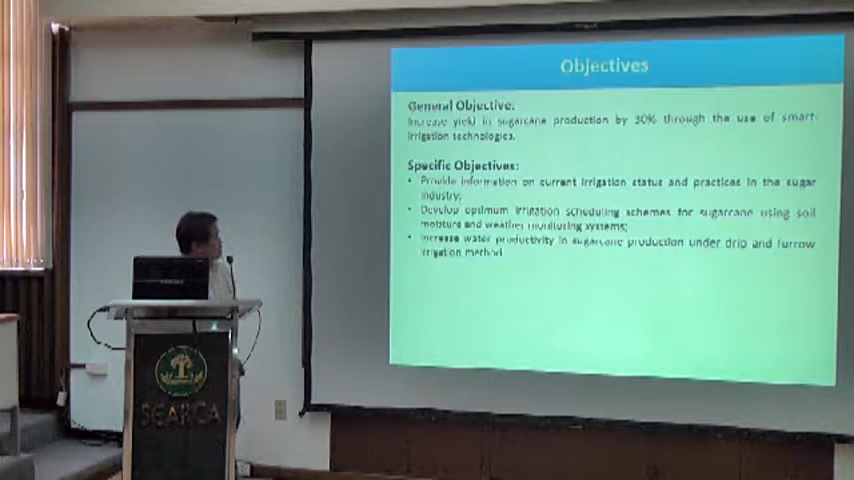 Objectives
General Objective:
Increase yield in sugarcane production by 30% through the use of smart-
irrigation technologies.
Specific Objectives:
• Provide information on current irrigation status and practices in the sugar
industry;
• Develop optimum irrigation scheduling schemes for sugarcane using soil
moisture and weather monitoring systems;
• Increase water productivity in sugarcane production under drip and furrow
irrigation method
SEARCA